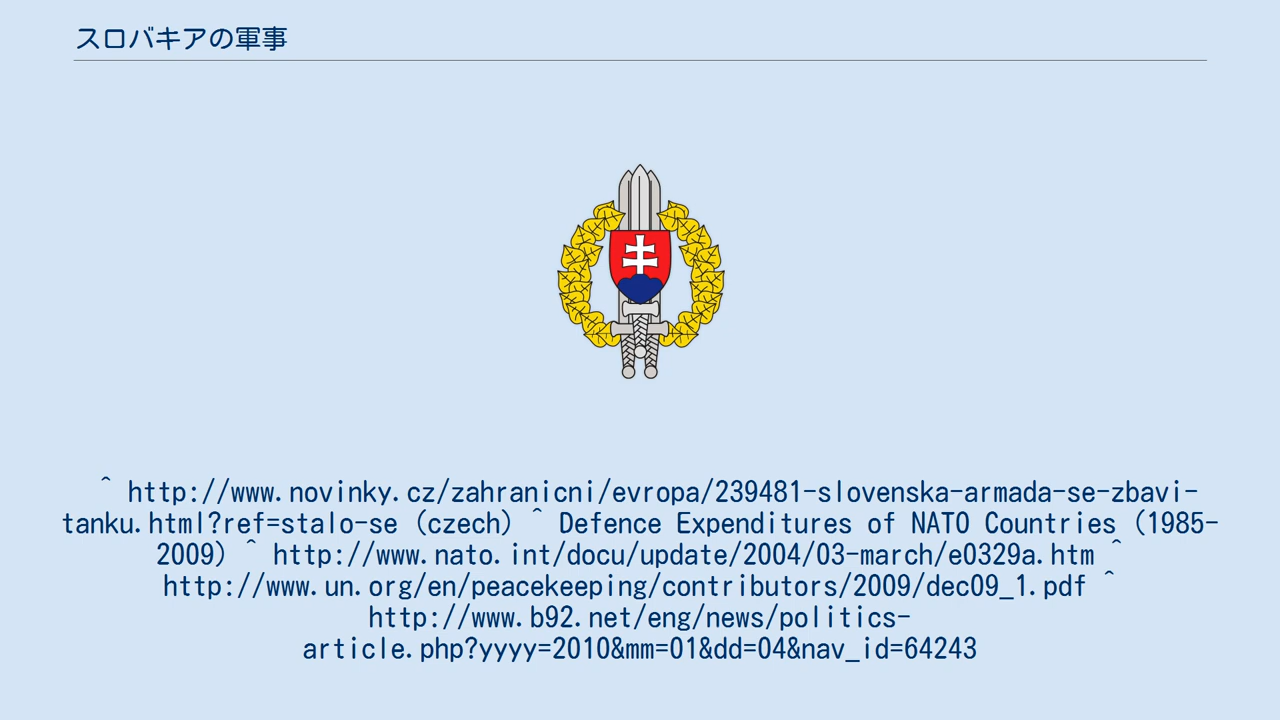 スロバキアの軍事
^ http://www.novinky.cz/zahranicni/evropa/239481-slovenska-armada-se-zbavi-
tanku.html?ref=stalo-se (czech) ^ Defence Expenditures of NATO Countries (1985-
2009) ^ http://www.nato.int/docu/update/2004/03-march/e0329a.htm ^
http://www.un.org/en/peacekeeping/contributors/2009/dec09_1.pdf ^
http://www.b92.net/eng/news/politics-
article.php?yyyy=2010&mm=01&dd=04&nav_id=64243